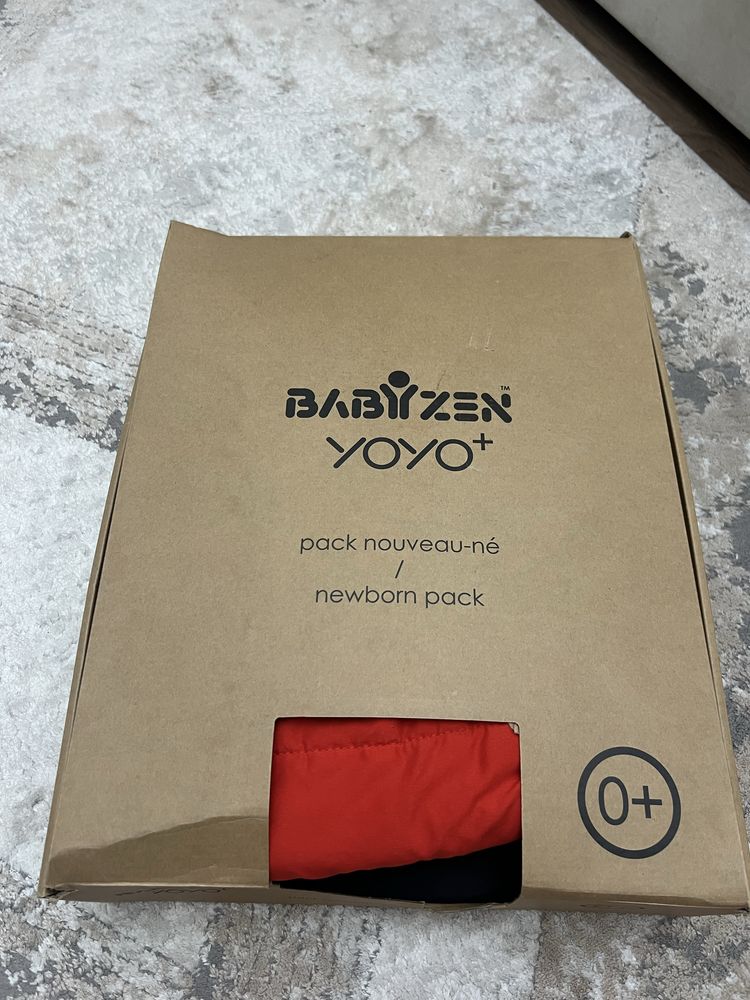 BABYZEN™
YOYO+
pack nouveau-né
/
newborn pack
0+